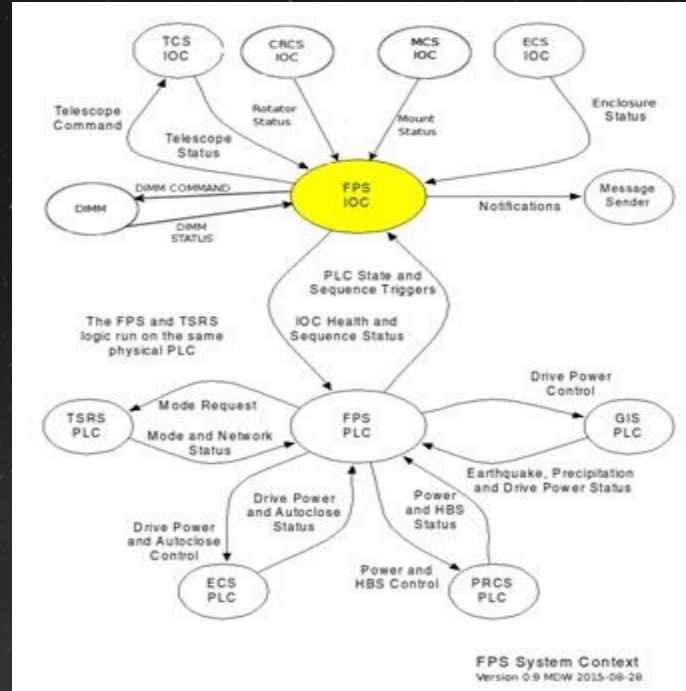 TCS
IOC
CRCS
IOC
MCS
IOC
ECS
IOC
Telescope
Command
Telescope
Status
Rotator
Status
Mount
Status
Enclosure
Status
DIMM
DIMM COMMAND
DIMM
STATUS
FPS
IOC
Notifications
Message
Sender
PLC State and
Sequence Triggers
IOC Health and
Sequence Status
The FPS and TSRS
logic run on the same
physical PLC
TSRS
PLC
Mode Request
Mode and Network
Status
FPS
PLC
Drive Power
Control
GIS
PLC
Earthquake, Precipitation
and Drive Power Status
Drive Power
and Autoclose
Control
Drive Power
and Autoclose
Status
Power
and HBS
Status
Power and
HBS Control
ECS
PLC
PRCS
PLC
FPS System Context
Version 0.9 MDW 2015-08-28